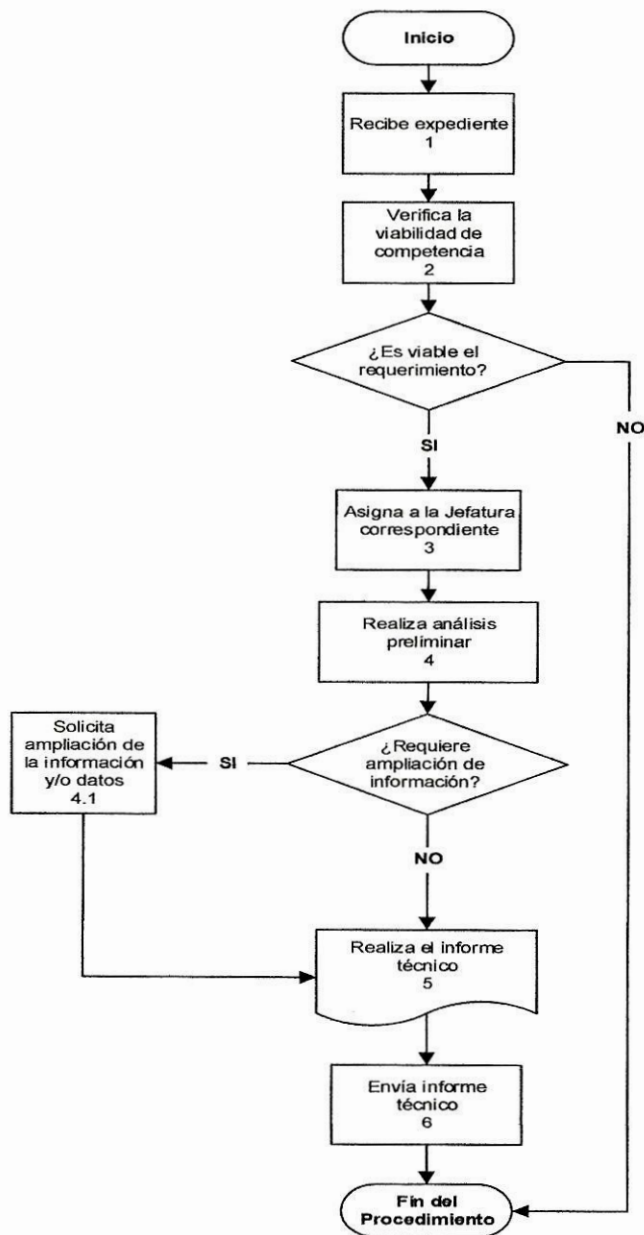 Inicio
Recibe expediente
1
Verifica la
viabilidad de
competencia
2
¿Es viable el
requerimiento?
NO
SI
Asigna a la Jefatura
correspondiente
3
Realiza análisis
preliminar
4
Solicita
ampliación de
la información
y/o datos
4.1
SI
¿Requiere
ampliación de
información?
NO
Realiza el informe
técnico
5
Envía informe
técnico
6
Fin del
Procedimiento